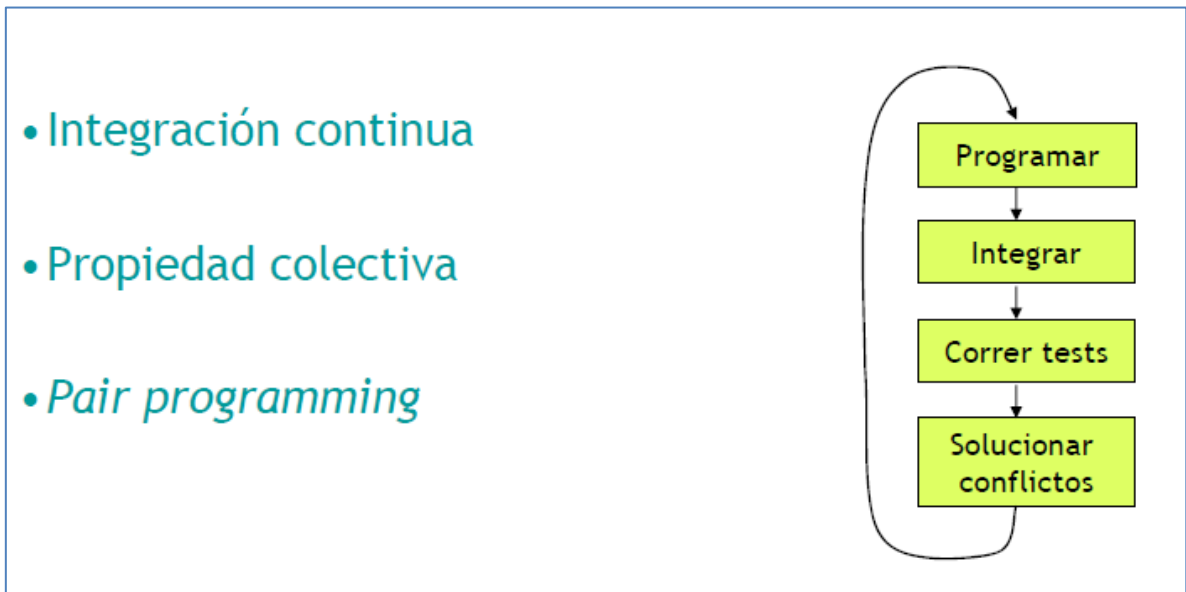 • Integración continua
• Propiedad colectiva
• Pair programming
Programar
Integrar
Correr tests
Solucionar
conflictos